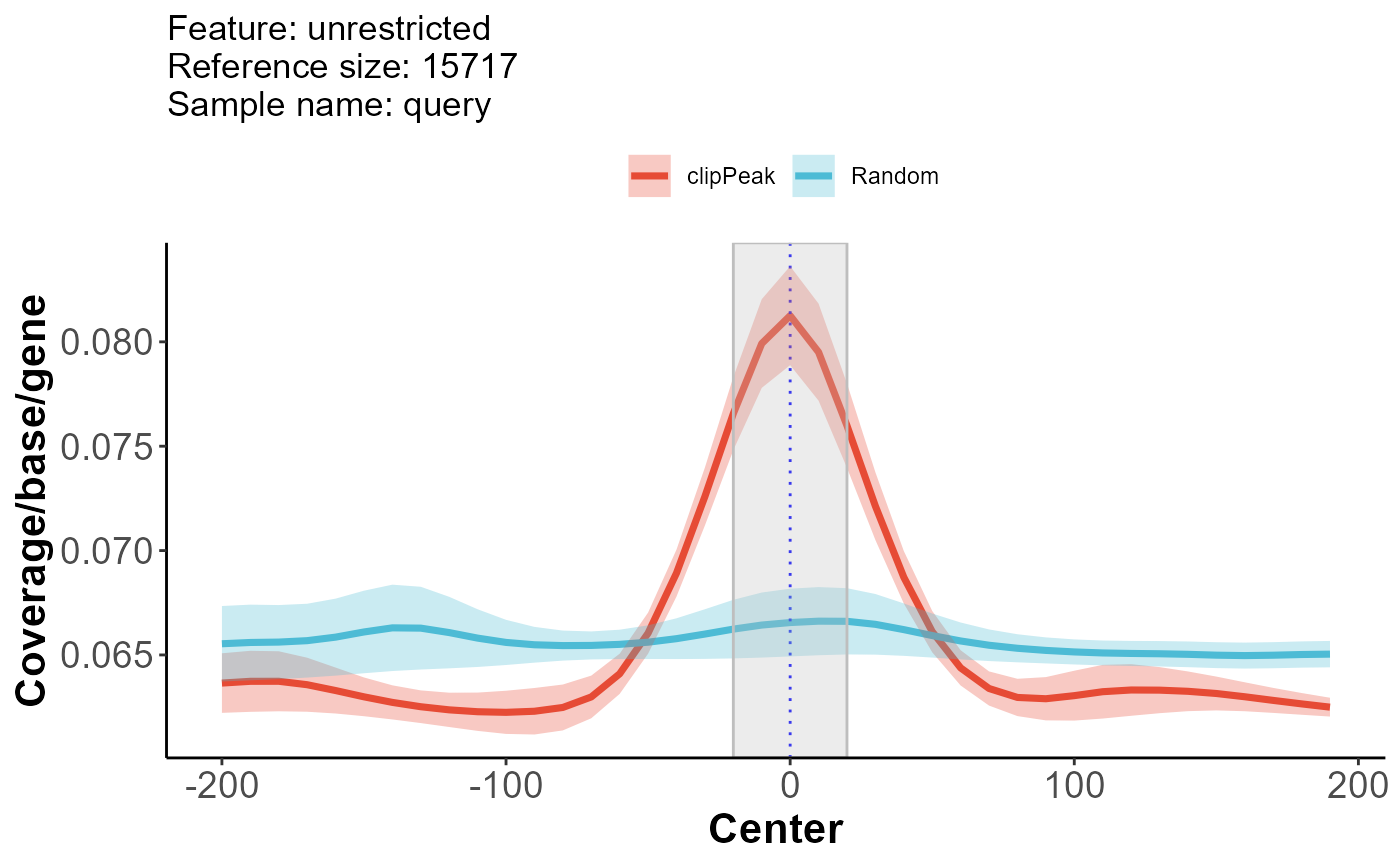 Feature: unrestricted
Reference size: 15717
Sample name: query
clipPeak Random
Coverage/base/gene
0.080
0.075
0.070
0.065
-200 -100 0 100 200
Center